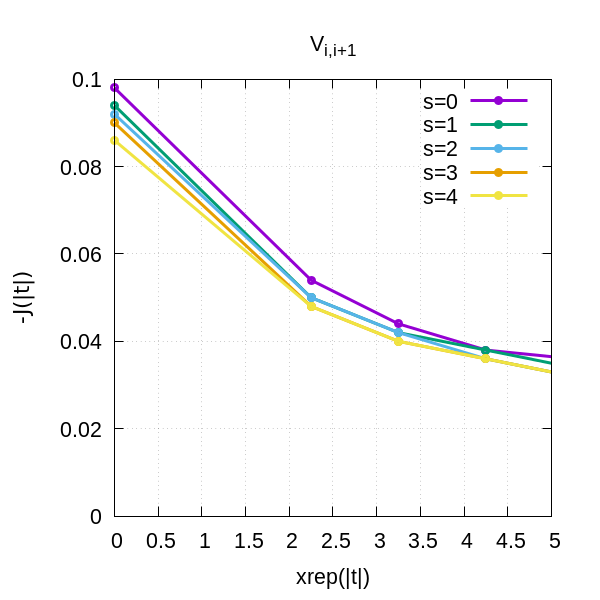 V_{i,i+1}
s=0
s=1
s=2
s=3
s=4
0.1
0.08
0.06
0.04
0.02
0
-J(|t|)
0 0.5 1 1.5 2 2.5 3 3.5 4 4.5 5
xrep(|t|)